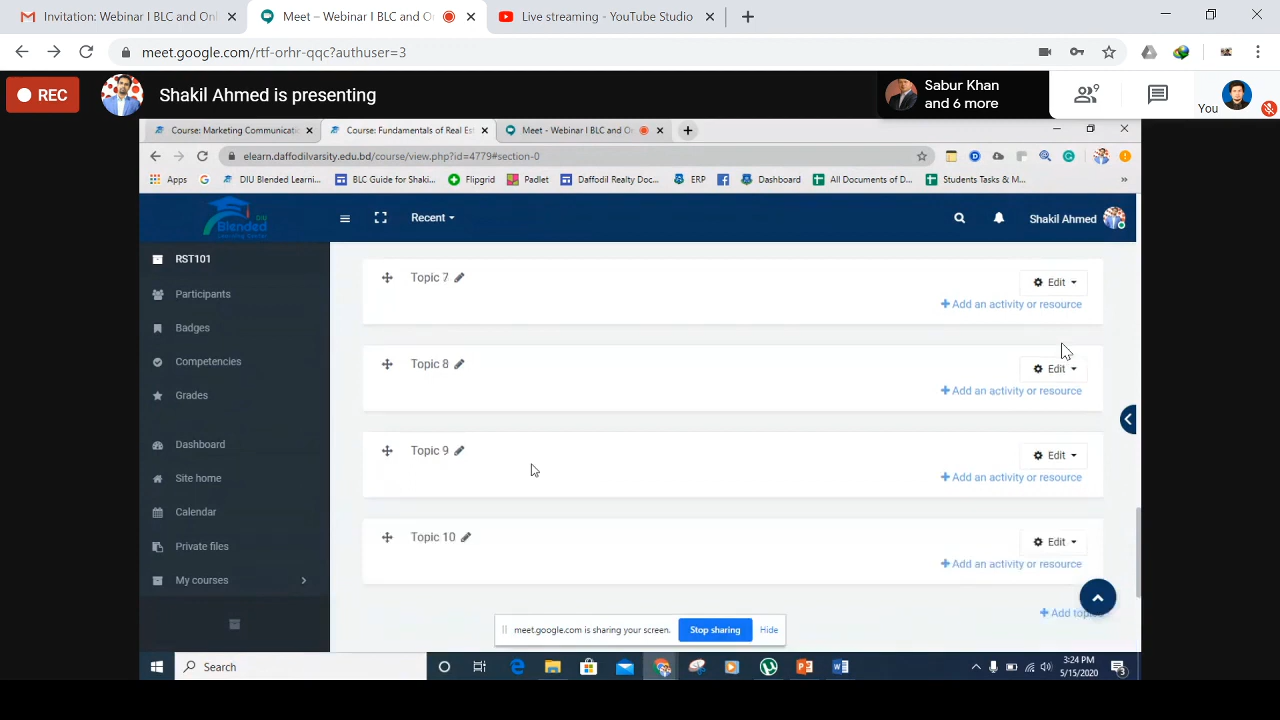 Invitation: Webinar I BLC and Onl
Meet – Webinar I BLC and O
Live streaming - YouTube Studio
meet.google.com/rtf-orhr-qqc?authuser=3
REC
Shakil Ahmed is presenting
Sabur Khan
and 6 more
9
You
Course: Marketing Communicati
Course: Fundamentals of Real Es
Meet - Webinar I BLC and On
elearn.daffodilvarsity.edu.bd/course/view.php?id=4779#section-0
Apps
DIU Blended Learni...
BLC Guide for Shaki...
Flipgrid
Padlet
Daffodil Realty Doc...
ERP
Dashboard
All Documents of D...
Students Tasks & M...
»
DIU
Blended
Learning Center
Recent
Shakil Ahmed
RST101
Participants
Badges
Competencies
Grades
Dashboard
Site home
Calendar
Private files
My courses
Topic 7
Edit
Add an activity or resource
Topic 8
Edit
Add an activity or resource
Topic 9
Edit
Add an activity or resource
Topic 10
Edit
Add an activity or resource
Add topics
meet.google.com is sharing your screen.
Stop sharing
Hide
Search
3:24 PM
5/15/2020
3